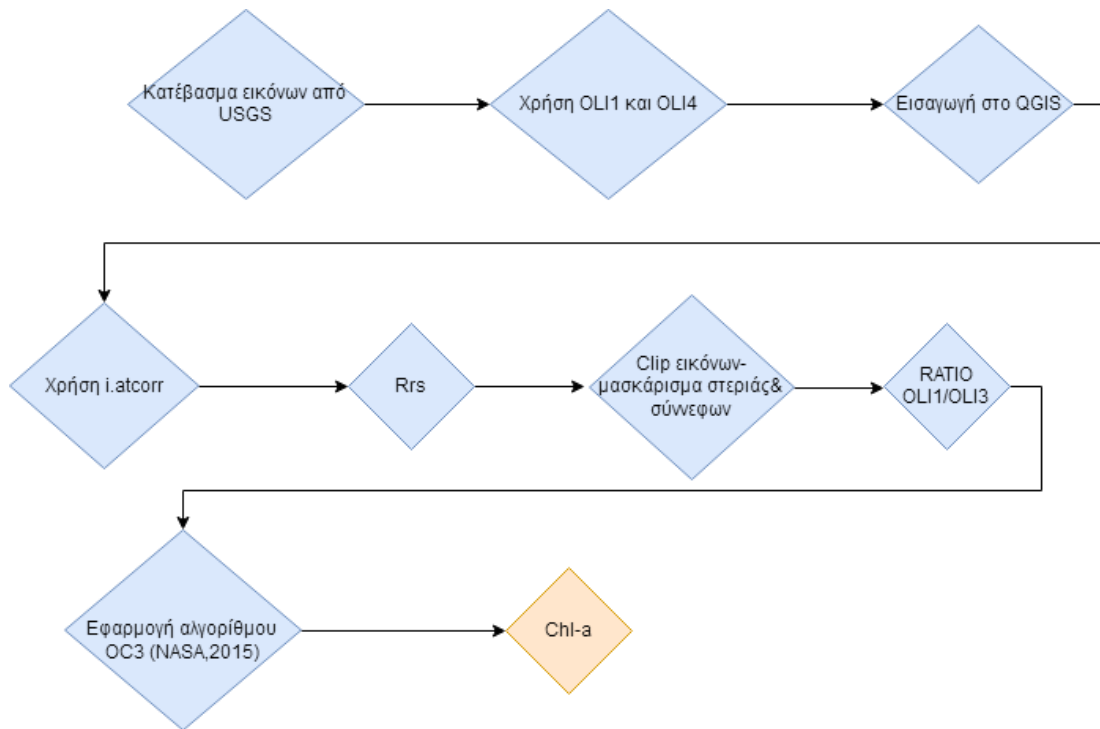 Κατέβασμα εικόνων από
USGS
Χρήση OLI1 και OLI4
Εισαγωγή στο QGIS
Χρήση i.atcorr
Rrs
Clip εικόνων-
μασκάρισμα στεριάς&
σύννεφων
RATIO
OLI1/OLI3
Εφαρμογή αλγορίθμου
OC3 (NASA,2015)
Chl-a